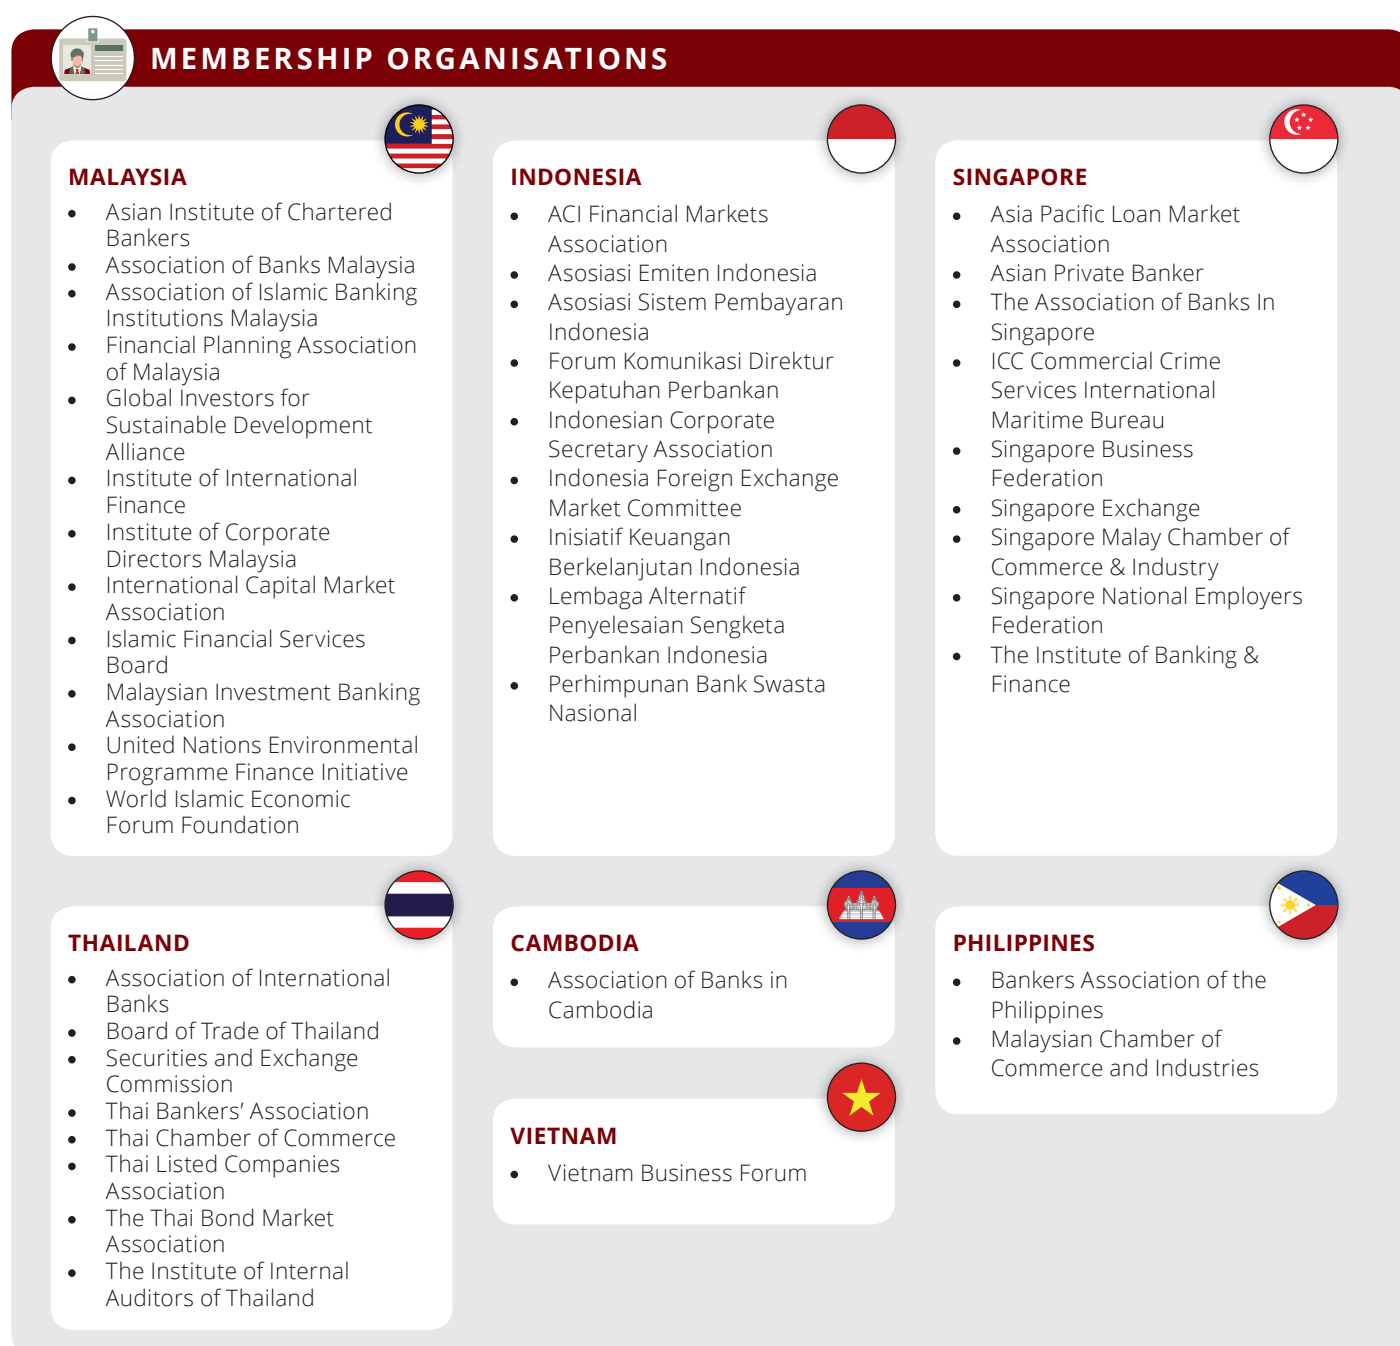 MEMBERSHIP ORGANISATIONS
MALAYSIA
• Asian Institute of Chartered
Bankers
• Association of Banks Malaysia
• Association of Islamic Banking
Institutions Malaysia
• Financial Planning Association
of Malaysia
• Global Investors for
Sustainable Development
Alliance
• Institute of International
Finance
• Institute of Corporate
Directors Malaysia
• International Capital Market
Association
• Islamic Financial Services
Board
• Malaysian Investment Banking
Association
• United Nations Environmental
Programme Finance Initiative
• World Islamic Economic
Forum Foundation
INDONESIA
• ACI Financial Markets
Association
• Asosiasi Emiten Indonesia
• Asosiasi Sistem Pembayaran
Indonesia
• Forum Komunikasi Direktur
Kepatuhan Perbankan
• Indonesian Corporate
Secretary Association
• Indonesia Foreign Exchange
Market Committee
• Inisiatif Keuangan
Berkelanjutan Indonesia
• Lembaga Alternatif
Penyelesaian Sengketa
Perbankan Indonesia
• Perhimpunan Bank Swasta
Nasional
SINGAPORE
• Asia Pacific Loan Market
Association
• Asian Private Banker
• The Association of Banks In
Singapore
• ICC Commercial Crime
Services International
Maritime Bureau
• Singapore Business
Federation
• Singapore Exchange
• Singapore Malay Chamber of
Commerce & Industry
• Singapore National Employers
Federation
• The Institute of Banking &
Finance
THAILAND
• Association of International
Banks
• Board of Trade of Thailand
• Securities and Exchange
Commission
• Thai Bankers’ Association
• Thai Chamber of Commerce
• Thai Listed Companies
Association
• The Thai Bond Market
Association
• The Institute of Internal
Auditors of Thailand
CAMBODIA
• Association of Banks in
Cambodia
VIETNAM
• Vietnam Business Forum
PHILIPPINES
• Bankers Association of the
Philippines
• Malaysian Chamber of
Commerce and Industries